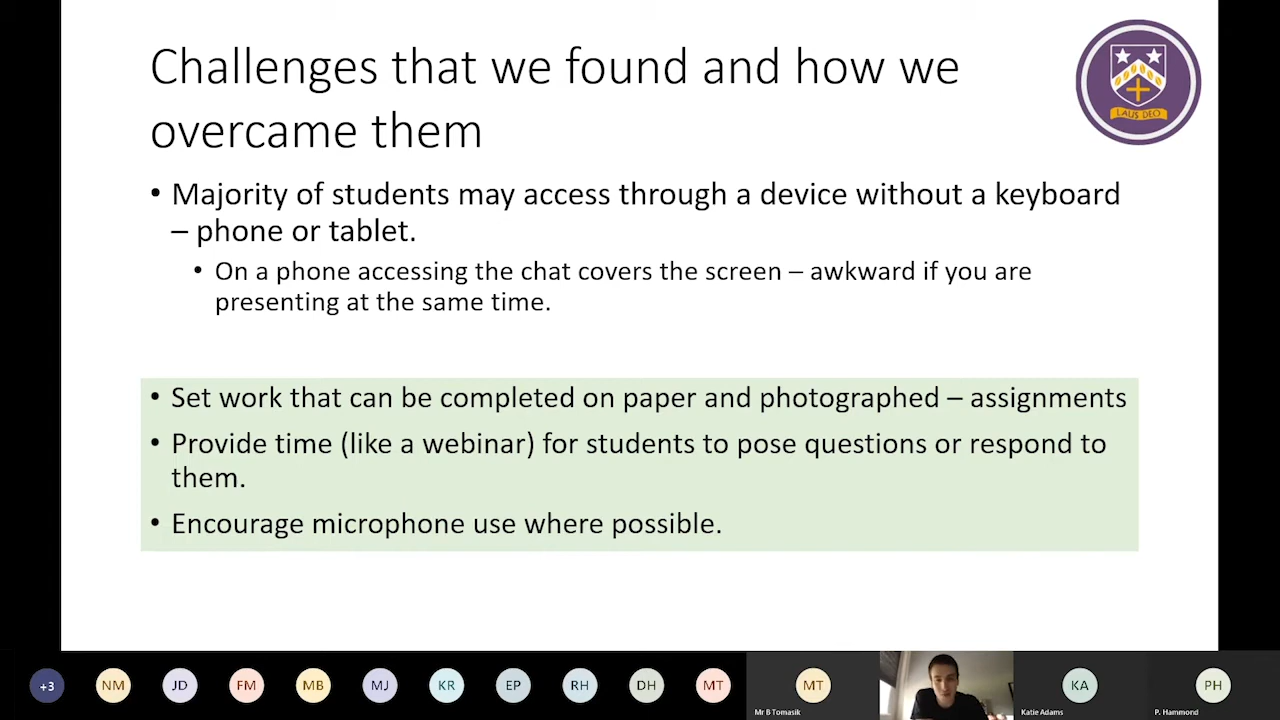 Challenges that we found and how we
overcame them
LAUS DEO
• Majority of students may access through a device without a keyboard
– phone or tablet.
• On a phone accessing the chat covers the screen – awkward if you are
presenting at the same time.
• Set work that can be completed on paper and photographed – assignments
• Provide time (like a webinar) for students to pose questions or respond to
them.
• Encourage microphone use where possible.
+3 NM JD FM MB MJ KR EP RH DH MT MT KA PH
Mr B Tomasik Katie Adams P. Hammond